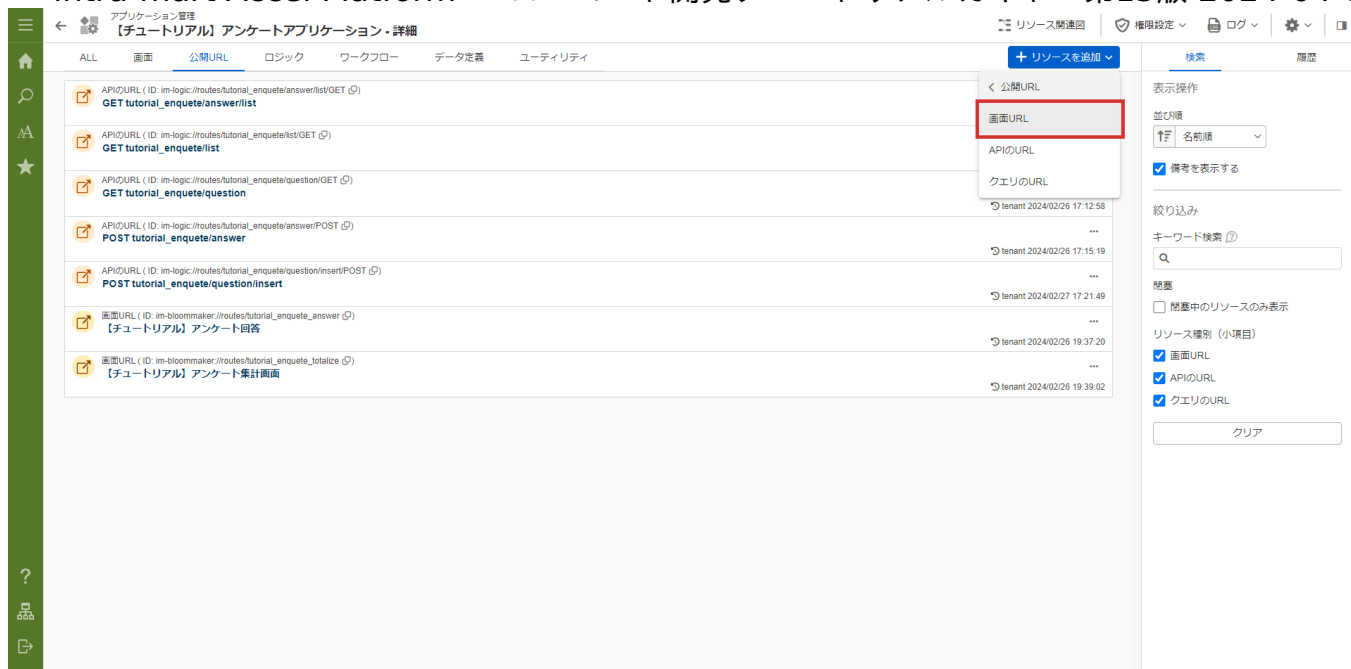 アプリケーション管理
【チュートリアル】アンケートアプリケーション - 詳細
リソース関連図
権限設定
ログ
ALL
画面
公開URL
ロジック
ワークフロー
データ定義
ユーティリティ
＋ リソースを追加
検索
履歴
APIのURL ( ID: im-logic://routes/tutorial_enquete/answer/list/GET )
GET tutorial_enquete/answer/list
APIのURL ( ID: im-logic://routes/tutorial_enquete/list/GET )
GET tutorial_enquete/list
APIのURL ( ID: im-logic://routes/tutorial_enquete/question/GET )
GET tutorial_enquete/question
tenant 2024/02/26 17:12:58
APIのURL ( ID: im-logic://routes/tutorial_enquete/answer/POST )
POST tutorial_enquete/answer
...
tenant 2024/02/26 17:15:19
APIのURL ( ID: im-logic://routes/tutorial_enquete/question/insert/POST )
POST tutorial_enquete/question/insert
...
tenant 2024/02/27 17:21:49
画面URL ( ID: im-bloommaker://routes/tutorial_enquete_answer )
【チュートリアル】アンケート回答
...
tenant 2024/02/26 19:37:20
画面URL ( ID: im-bloommaker://routes/tutorial_enquete_totalize )
【チュートリアル】アンケート集計画面
...
tenant 2024/02/26 19:39:02
公開URL
画面URL
APIのURL
クエリのURL
表示操作
並び順
名前順
備考を表示する
絞り込み
キーワード検索
閉塞
閉塞中のリソースのみ表示
リソース種別（小項目）
画面URL
APIのURL
クエリのURL
クリア